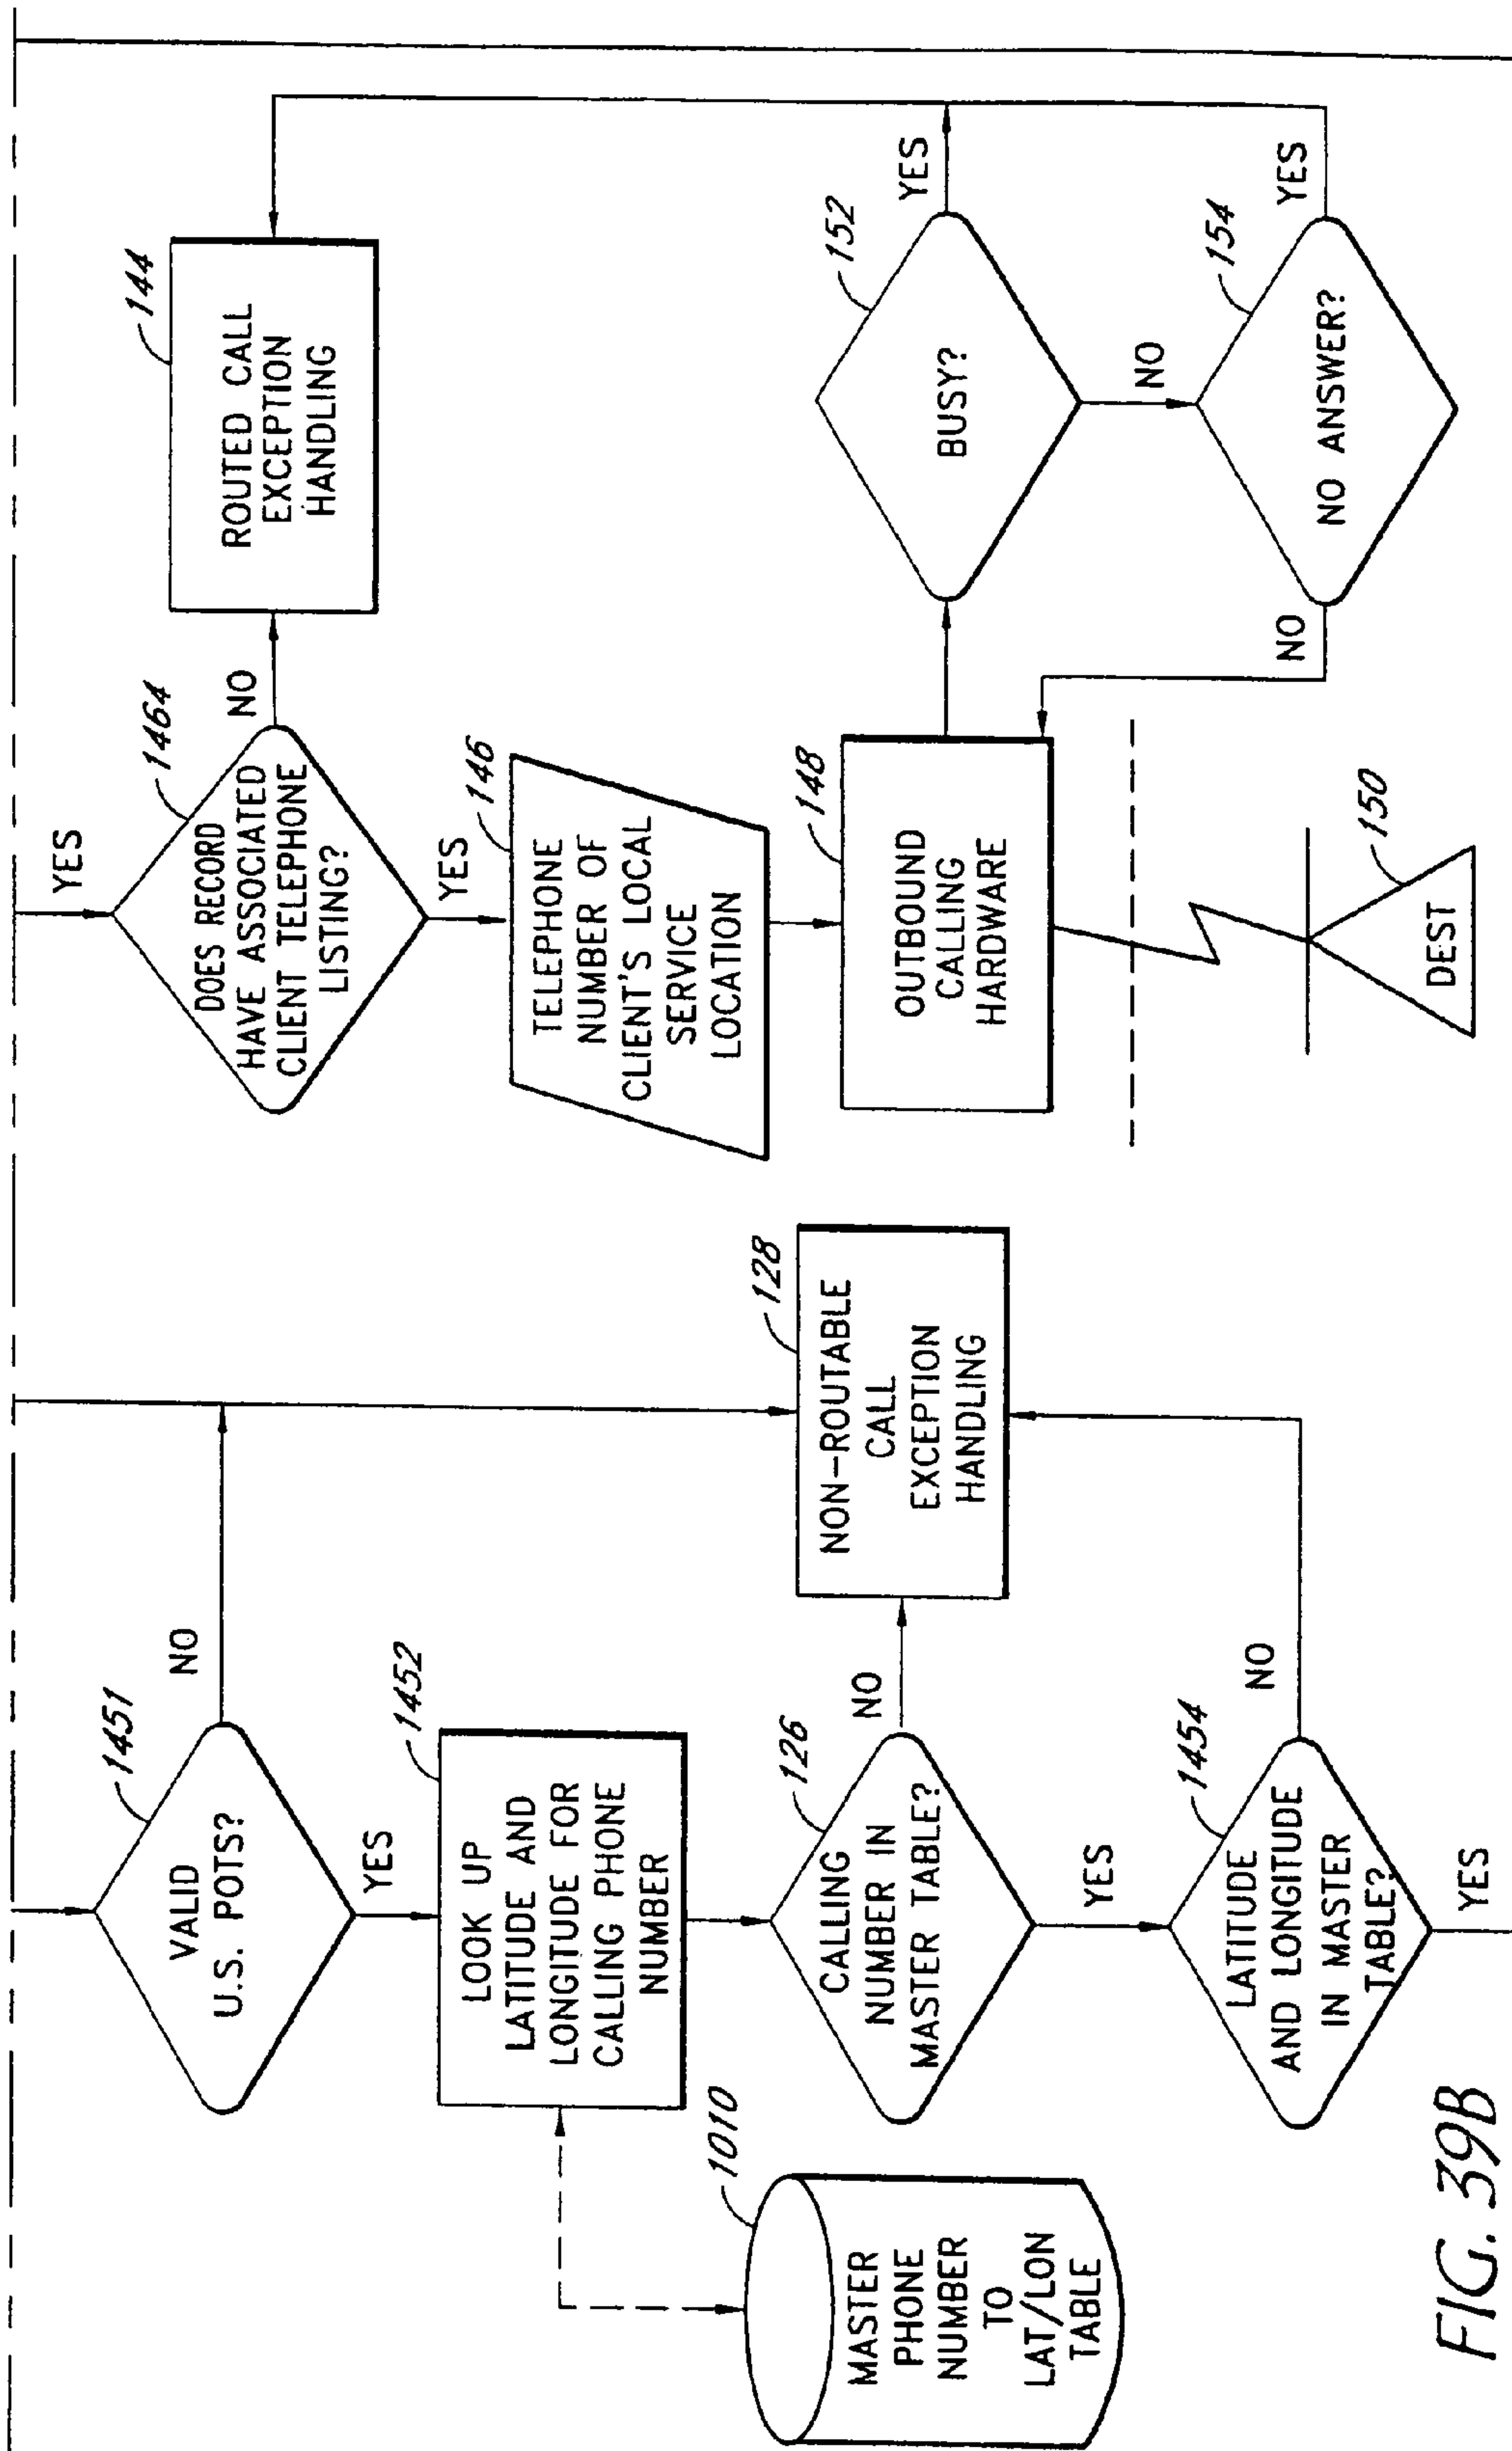 1451
VALID
U.S. POTS?
NO
YES
1452
LOOK UP
LATITUDE AND
LONGITUDE FOR
CALLING PHONE
NUMBER
1010
MASTER
PHONE
NUMBER
TO
LAT/LON
TABLE
126
CALLING
NUMBER IN
MASTER TABLE?
NO
128
NON-ROUTABLE
CALL
EXCEPTION
HANDLING
YES
1454
LATITUDE
AND LONGITUDE
IN MASTER
TABLE?
NO
YES
YES
1464
DOES RECORD
HAVE ASSOCIATED
CLIENT TELEPHONE
LISTING?
NO
144
ROUTED CALL
EXCEPTION
HANDLING
YES
146
TELEPHONE
NUMBER OF
CLIENT'S LOCAL
SERVICE
LOCATION
148
OUTBOUND
CALLING
HARDWARE
152
BUSY?
YES
NO
154
NO ANSWER?
YES
NO
150
DEST
FIG. 39B